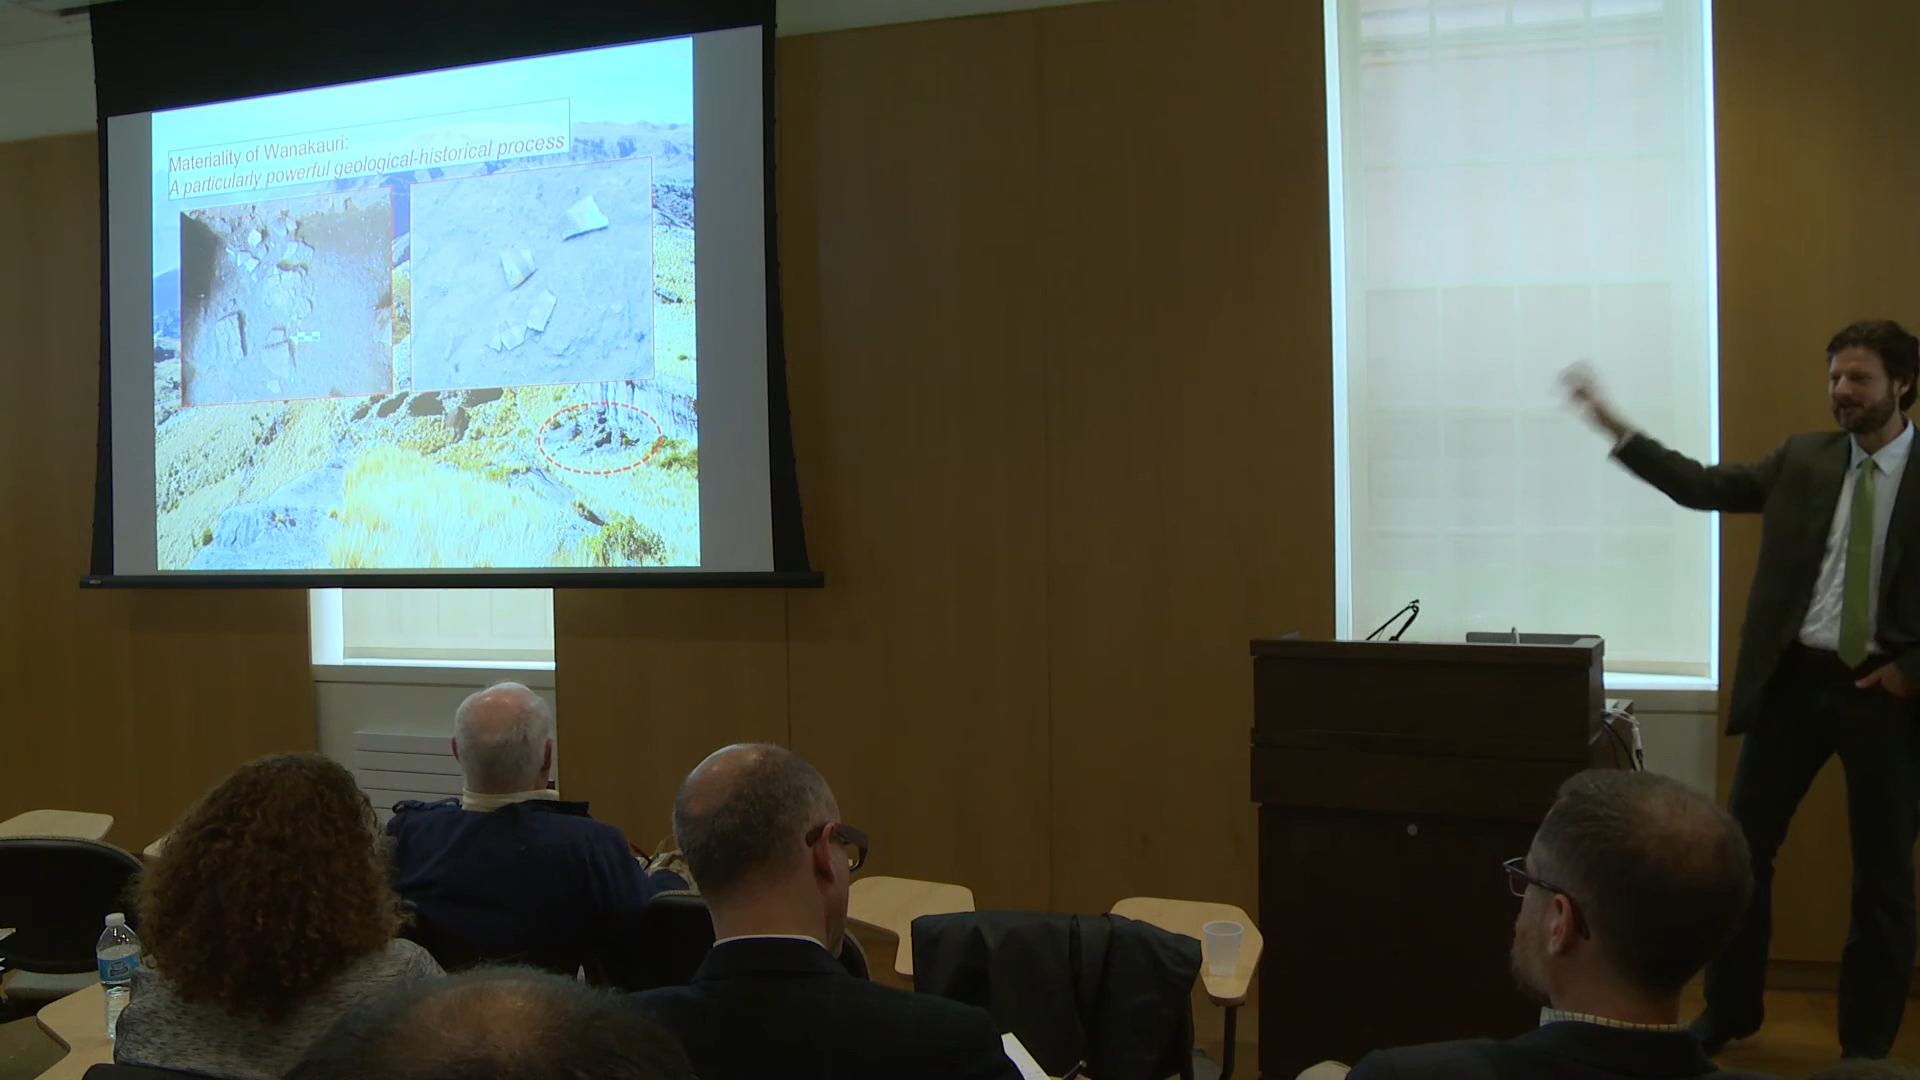 Materiality of Wanakauri:
A particularly powerful geological-historical process